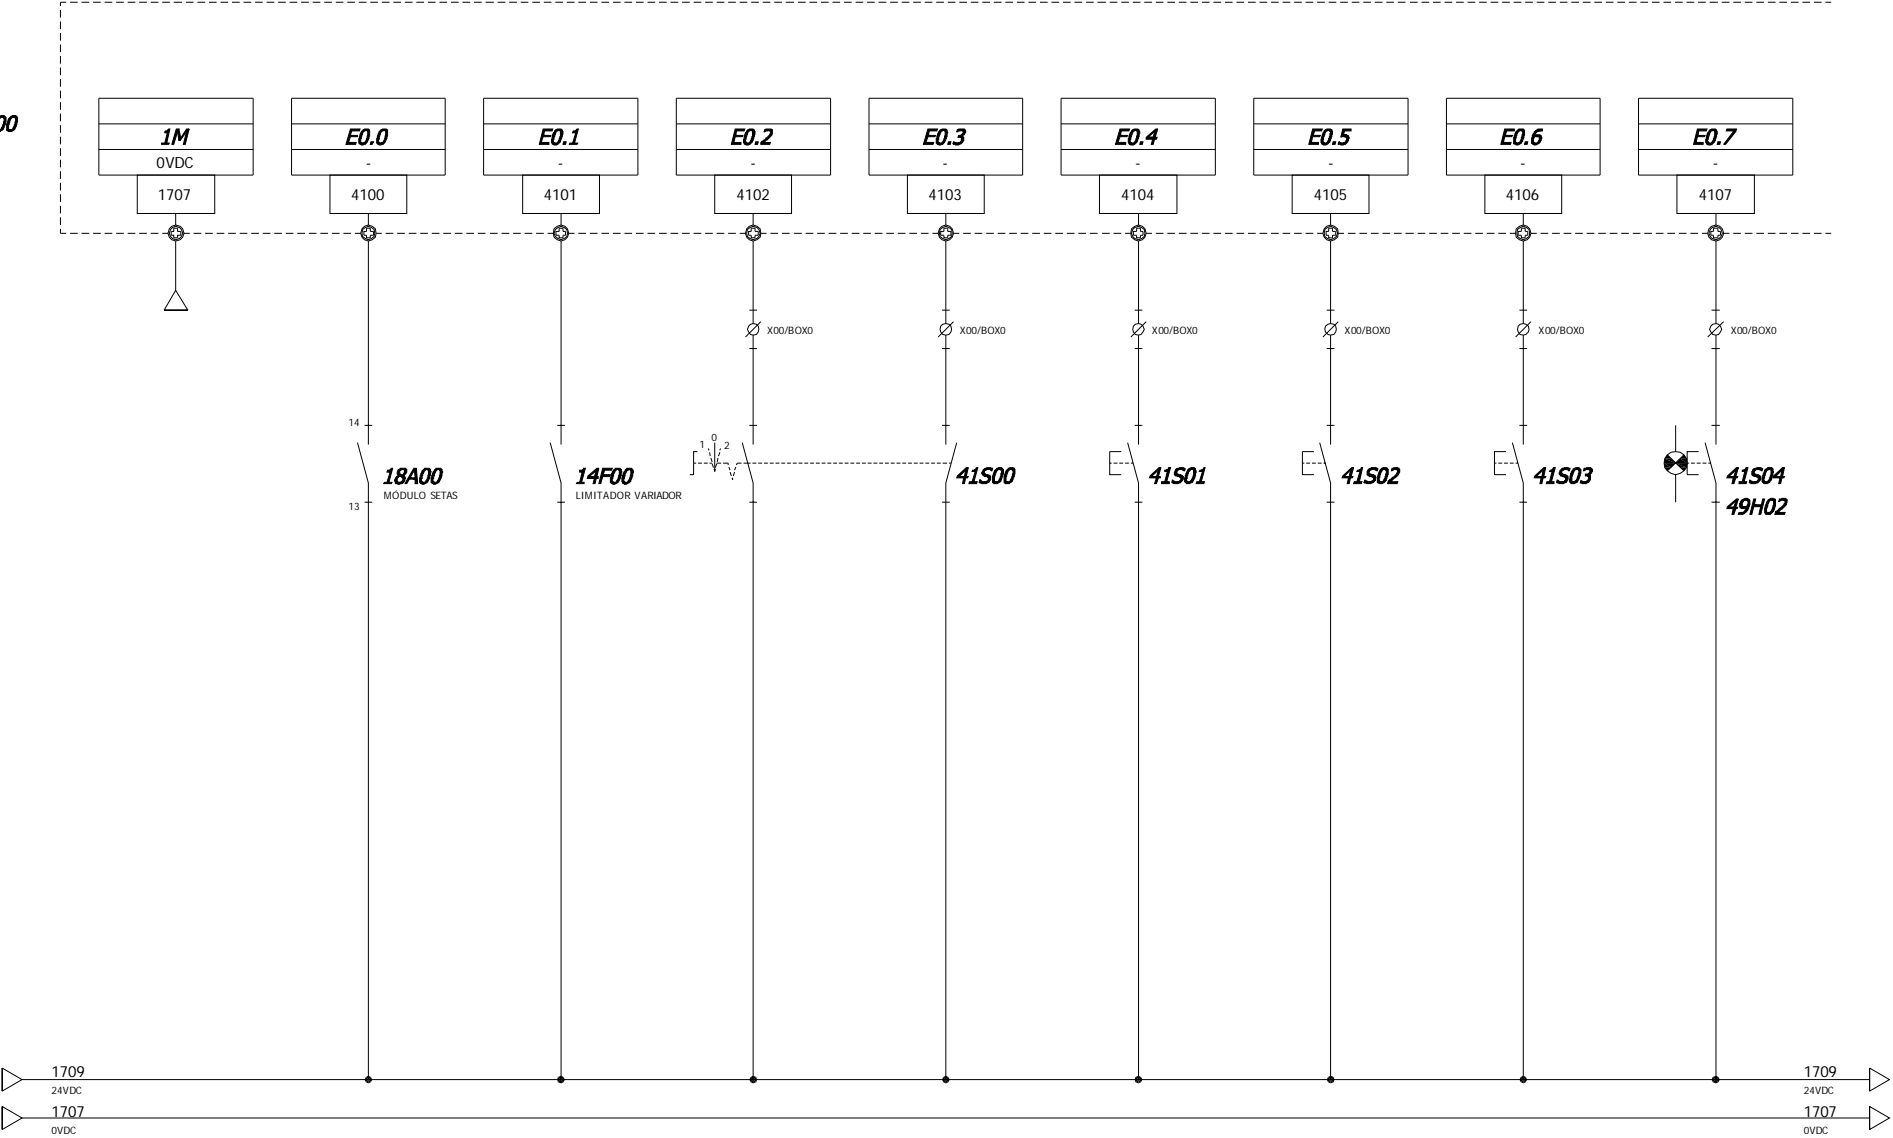 00
1M E0.0 E0.1 E0.2 E0.3 E0.4 E0.5 E0.6 E0.7
0VDC - - - - - - - -
1707 4100 4101 4102 4103 4104 4105 4106 4107
X00/BOX0 X00/BOX0 X00/BOX0 X00/BOX0 X00/BOX0 X00/BOX0
14
1 0 2
18A00 14F00 41S00 41S01 41S02 41S03 41S04
MÓDULO SETAS LIMITADOR VARIADOR
13 49H02
1709 1709
24VDC 24VDC
1707 1707
0VDC 0VDC